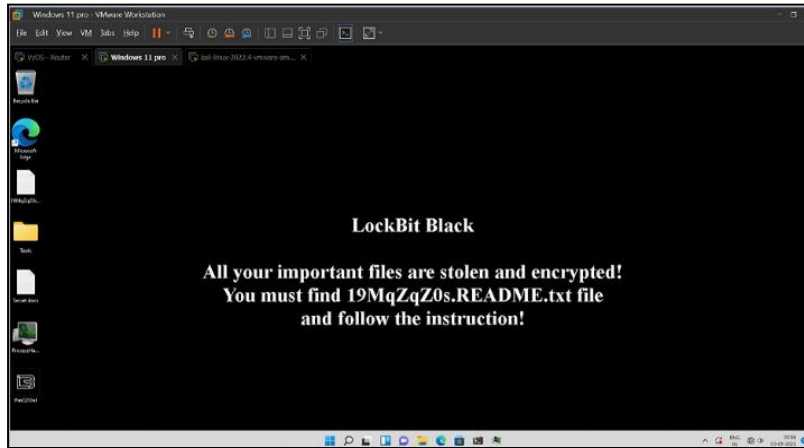 Windows 11 pro - VMware Workstation
File Edit View VM Tabs Help
VyOS - Router
Windows 11 pro
kali-linux-2022.4-vmware-am...
Recycle Bin
Microsoft
Edge
LockBit Black
Tools
All your important files are stolen and encrypted!
Secret docs
You must find 19MqZqZ0s.README.txt file
and follow the instruction!
ENG